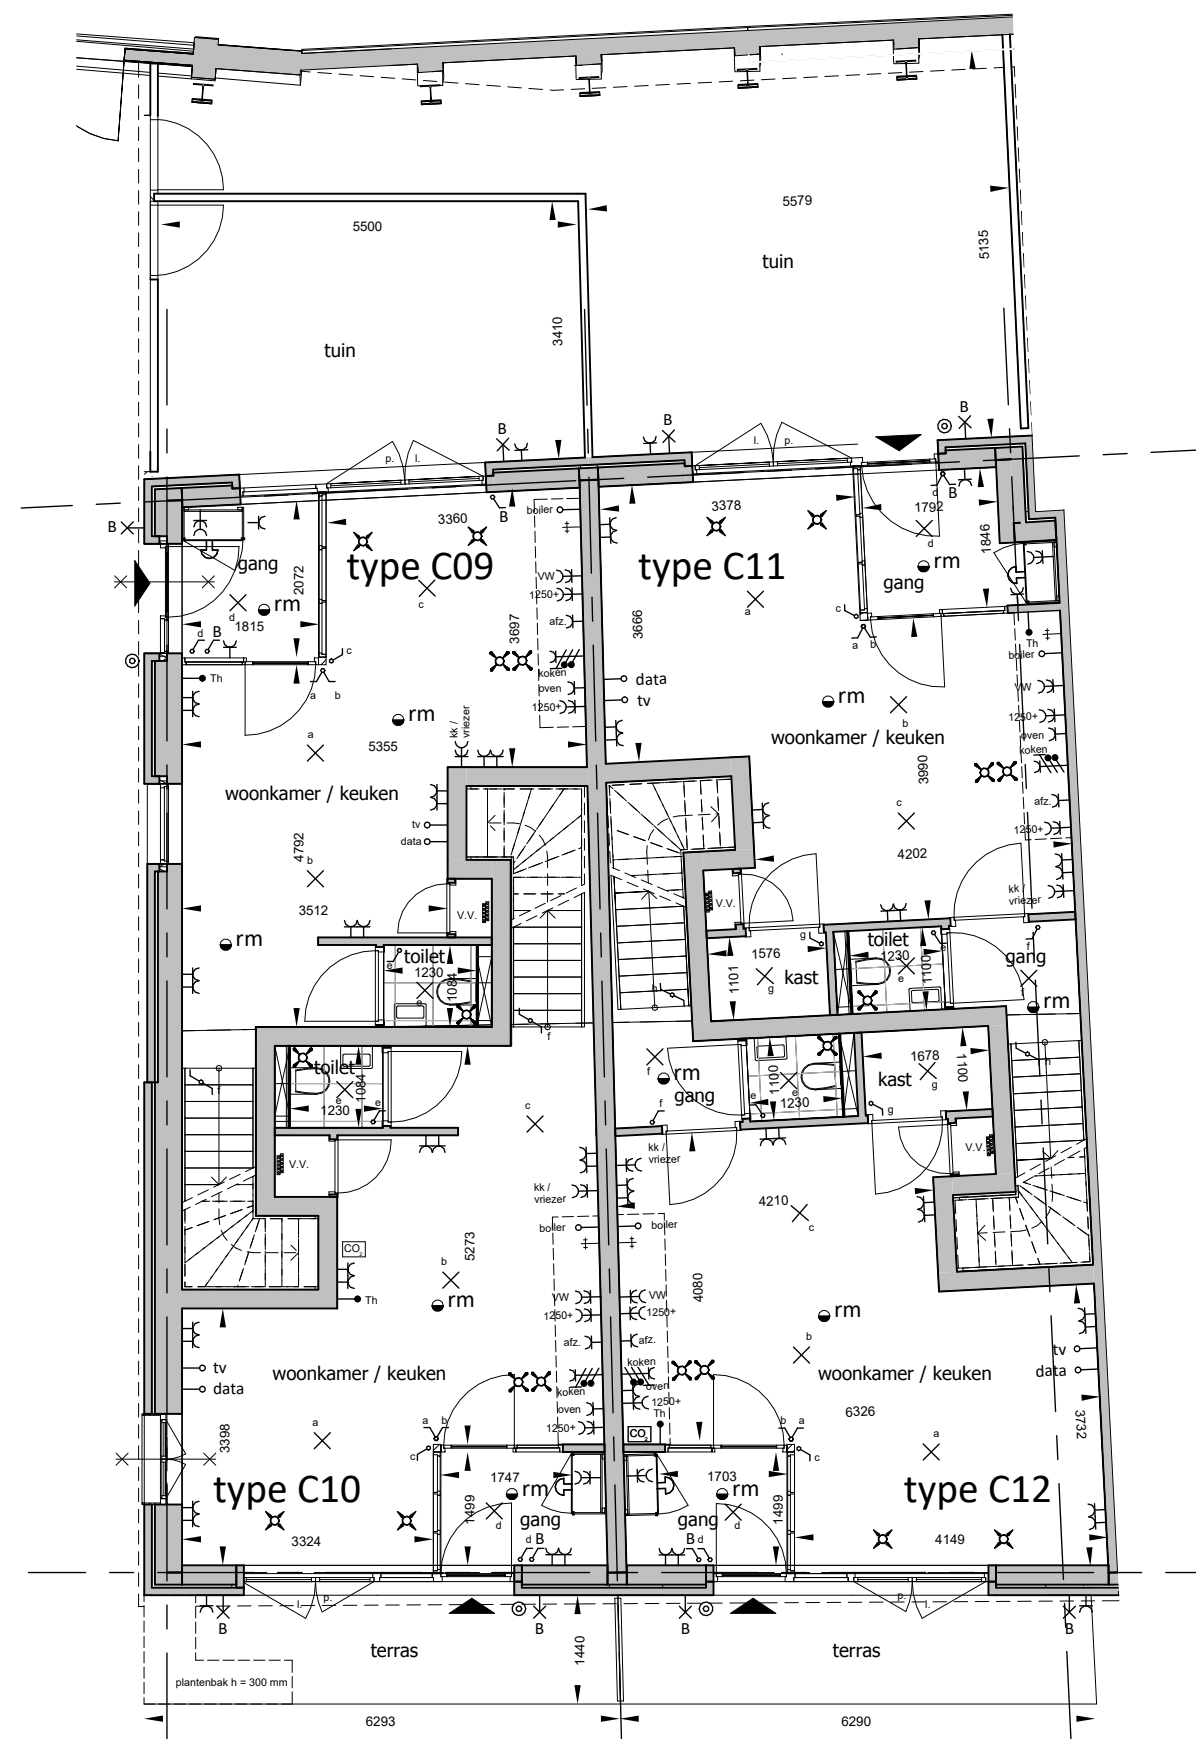 5500
5579
5135
tuin
3410
tuin
B
B
B
p.
l.
l.
p.
boiler
3360
B
3378
1792
d
B
1846
B
gang
2072
type C09
type C11
rm
gang
d
c
VW
1250+
a
d
rm
1815
d
B
3697
afz.
3666
c
a
b
Th
boiler
Th
c
a
b
koken
oven
1250+
data
tv
VW
1250+
oven
koken
rm
rm
kk /
vriezer
a
5355
b
woonkamer / keuken
3990
woonkamer / keuken
c
afz.
1250+
tv
data
4792
b
4202
3512
V.V.
V.V.
kk /
vriezer
rm
toilet
1230
1084
e
e
g
1576
kast
1101
g
toilet
1230
1100
e
e
f
gang
f
rm
f
h
toilet
1084
1230
e
e
f
rm
gang
f
1100
1230
e
e
1678
kast
1100
g
g
h
f
c
V.V.
V.V.
kk /
vriezer
kk /
vriezer
4210
c
boiler
boiler
CO2
5273
b
Th
rm
VW
1250+
VW
1250+
4080
rm
afz.
afz.
b
tv
data
woonkamer / keuken
koken
oven
1250+
koken
oven
1250+
Th
CO2
woonkamer / keuken
tv
data
6326
3732
3398
a
a
b
c
b
a
c
a
type C10
1747
rm
1499
gang
d
d
B
1703
rm
1499
gang
d
B
d
type C12
3324
4149
l.
p.
p.
l.
B
B
B
B
terras
1440
terras
plantenbak h = 300 mm
6293
6290